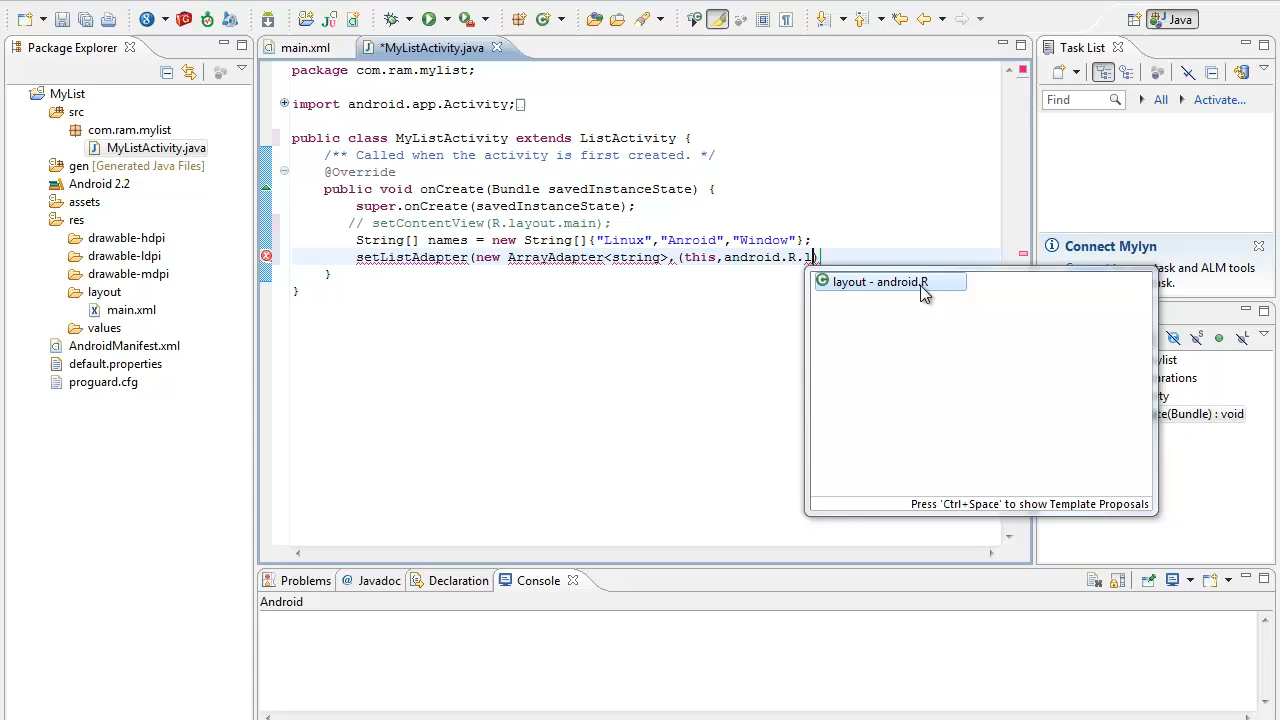 Java
Package Explorer
main.xml
*MyListActivity.java
Task List
package com.ram.mylist;
Find
All
Activate...
MyList
import android.app.Activity;
src
com.ram.mylist
public class MyListActivity extends ListActivity {
MyListActivity.java
/** Called when the activity is first created. */
gen [Generated Java Files]
@Override
Android 2.2
public void onCreate(Bundle savedInstanceState) {
assets
super.onCreate(savedInstanceState);
res
// setContentView(R.layout.main);
drawable-hdpi
String[] names = new String[]{"Linux","Anroid","Window"};
Connect Mylyn
drawable-ldpi
setListAdapter(new ArrayAdapter<string>,(this,android.R.l)
task and ALM tools
drawable-mdpi
}
layout - android.R
sk.
layout
}
main.xml
values
AndroidManifest.xml
ylist
default.properties
arations
proguard.cfg
ty
ce(Bundle) : void
Press 'Ctrl+Space' to show Template Proposals
Problems
@ Javadoc
Declaration
Console
Android